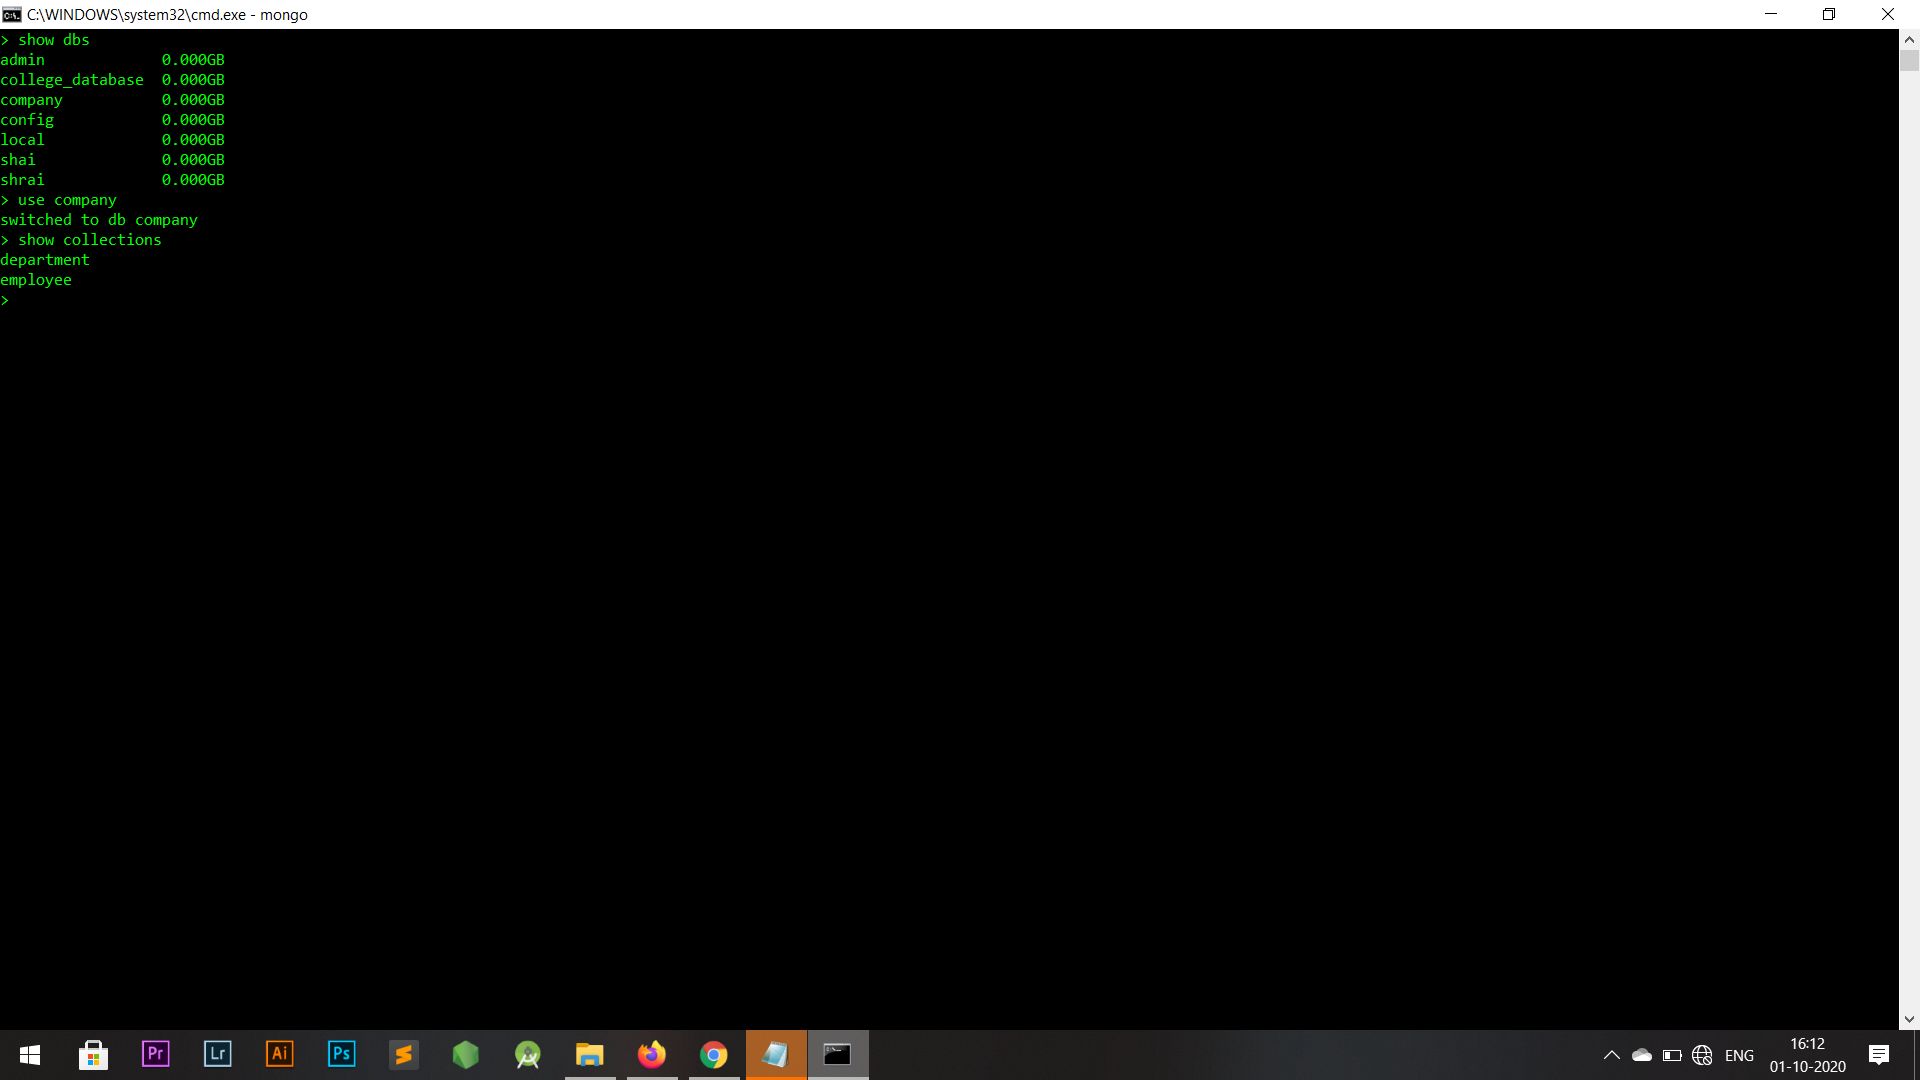 C:\WINDOWS\system32\cmd.exe - mongo
> show dbs
admin             0.000GB
college_database  0.000GB
company           0.000GB
config            0.000GB
local             0.000GB
shai              0.000GB
shrai             0.000GB
> use company
switched to db company
> show collections
department
employee
>
Pr
Lr
Ai
Ps
ENG
16:12
01-10-2020